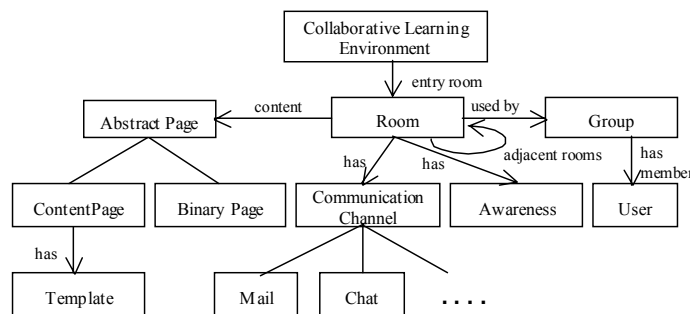 Collaborative Learning
Environment
entry room
content
used by
Abstract Page
Room
Group
adjacent rooms
has
has
has
member
ContentPage
Binary Page
Communication
Channel
Awareness
User
has
Template
Mail
Chat
....